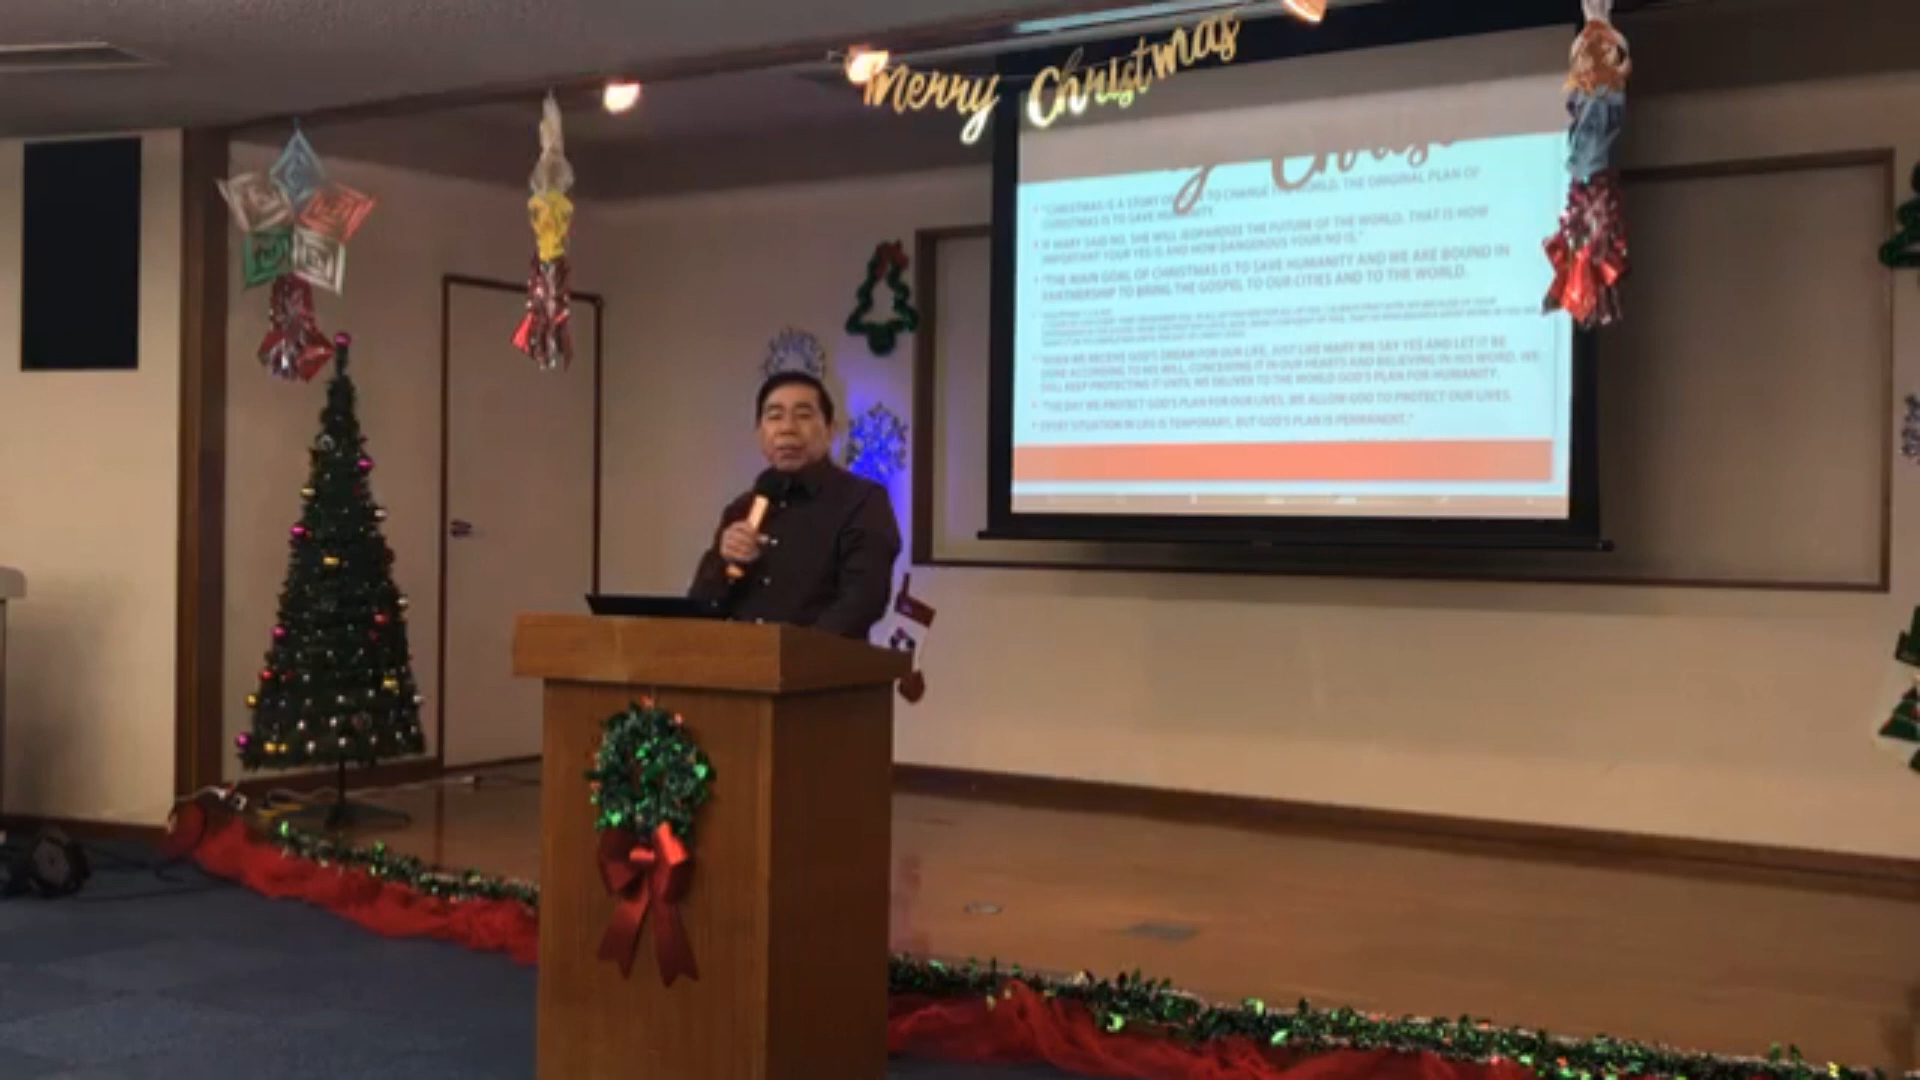 Merry Christmas
• "CHRISTMAS IS A STORY TO CHANGE THE WORLD, THE ORIGINAL PLAN OF
CHRISTMAS IS TO SAVE HUMANITY.
• IF MARY SAID NO, SHE WILL JEOPARDIZE THE FUTURE OF THE WORLD. THAT IS HOW
IMPORTANT YOUR YES IS AND HOW DANGEROUS YOUR NO IS."
• "THE MAIN GOAL OF CHRISTMAS IS TO SAVE HUMANITY AND WE ARE BOUND IN
PARTNERSHIP TO BRING THE GOSPEL TO OUR CITIES AND TO THE WORLD.
• WHEN WE RECEIVE GOD'S DREAM FOR OUR LIFE, JUST LIKE MARY WE SAY YES AND LET IT BE
DONE ACCORDING TO HIS WILL, CONCEIVING IT IN OUR HEARTS AND BELIEVING IN HIS WORD. WE
WILL KEEP PROTECTING IT UNTIL WE DELIVER TO THE WORLD GOD'S PLAN FOR HUMANITY.
• "THE DAY WE PROTECT GOD'S PLAN FOR OUR LIVES, WE ALLOW GOD TO PROTECT OUR LIVES.
• EVERY SITUATION IN LIFE IS TEMPORARY, BUT GOD'S PLAN IS PERMANENT."